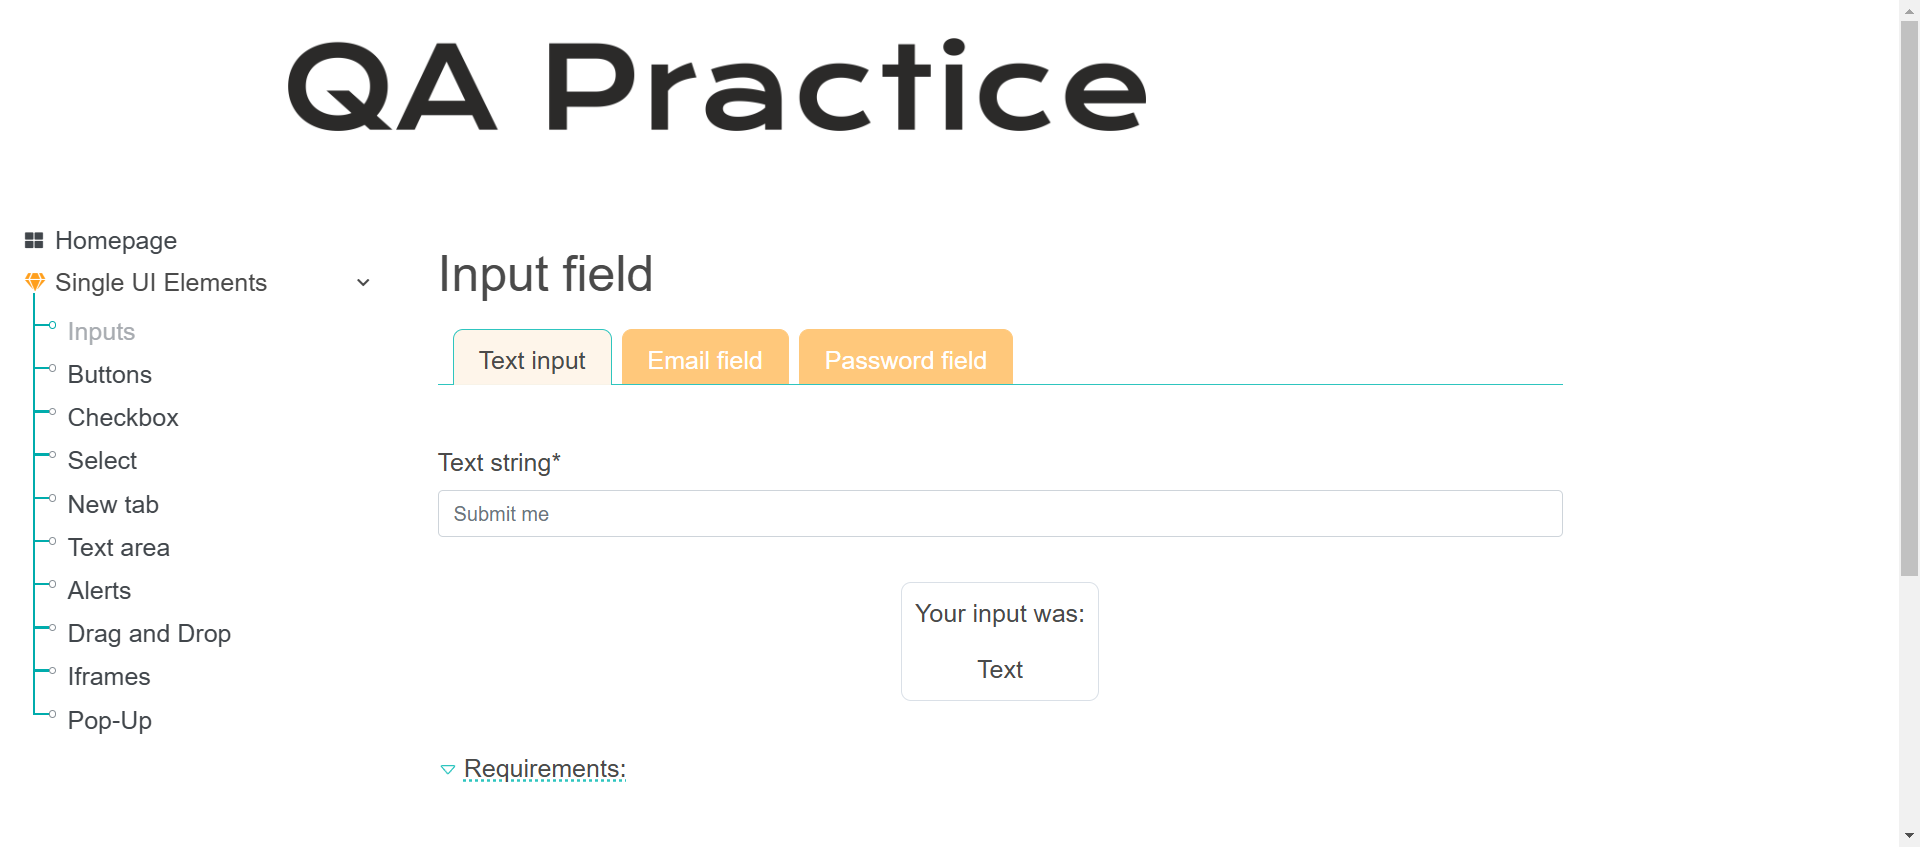 QA Practice
Homepage
Single UI Elements
Inputs
Buttons
Checkbox
Select
New tab
Text area
Alerts
Drag and Drop
Iframes
Pop-Up
Input field
Text input
Email field
Password field
Text string*
Submit me
Your input was:
Text
Requirements: